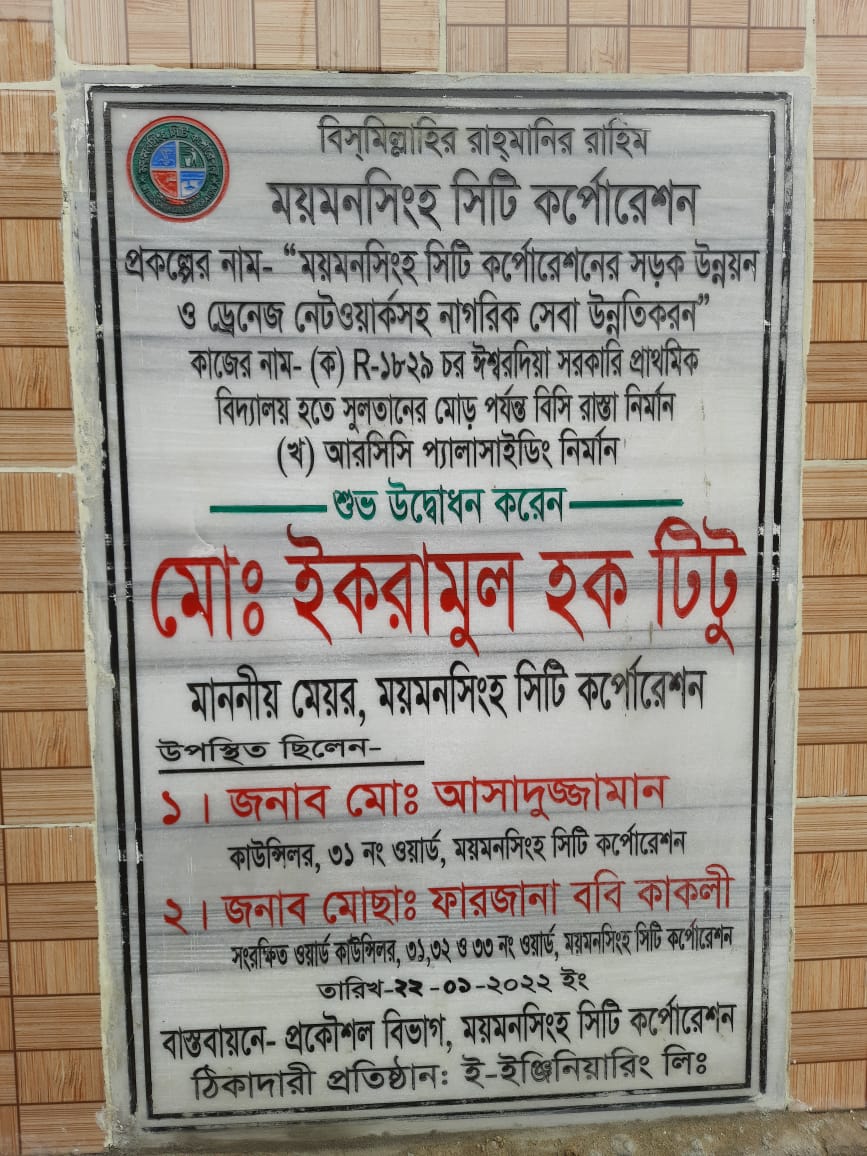 বিস্‌মিল্লাহির রাহ্‌মানির রাহিম
ময়মনসিংহ সিটি কর্পোরেশন
প্রকল্পের নাম- “ময়মনসিংহ সিটি কর্পোরেশনের সড়ক উন্নয়ন
ও ড্রেনেজ নেটওয়ার্কসহ নাগরিক সেবা উন্নতিকরন”
কাজের নাম- (ক) R-১৮২৯ চর ঈশ্বরদিয়া সরকারি প্রাথমিক
বিদ্যালয় হতে সুলতানের মোড় পর্যন্ত বিসি রাস্তা নির্মান
(খ) আরসিসি প্যালাসাইডিং নির্মান
শুভ উদ্বোধন করেন
মোঃ ইকরামুল হক টিটু
মাননীয় মেয়র, ময়মনসিংহ সিটি কর্পোরেশন
উপস্থিত ছিলেন-
১। জনাব মোঃ আসাদুজ্জামান
কাউন্সিলর, ৩১ নং ওয়ার্ড, ময়মনসিংহ সিটি কর্পোরেশন
২। জনাব মোছাঃ ফারজানা ববি কাকলী
সংরক্ষিত ওয়ার্ড কাউন্সিলর, ৩১,৩২ ও ৩৩ নং ওয়ার্ড, ময়মনসিংহ সিটি কর্পোরেশন
তারিখ-২২-০১-২০২২ ইং
বাস্তবায়নে- প্রকৌশল বিভাগ, ময়মনসিংহ সিটি কর্পোরেশন
ঠিকাদারী প্রতিষ্ঠান: ই-ইঞ্জিনিয়ারিং লিঃ